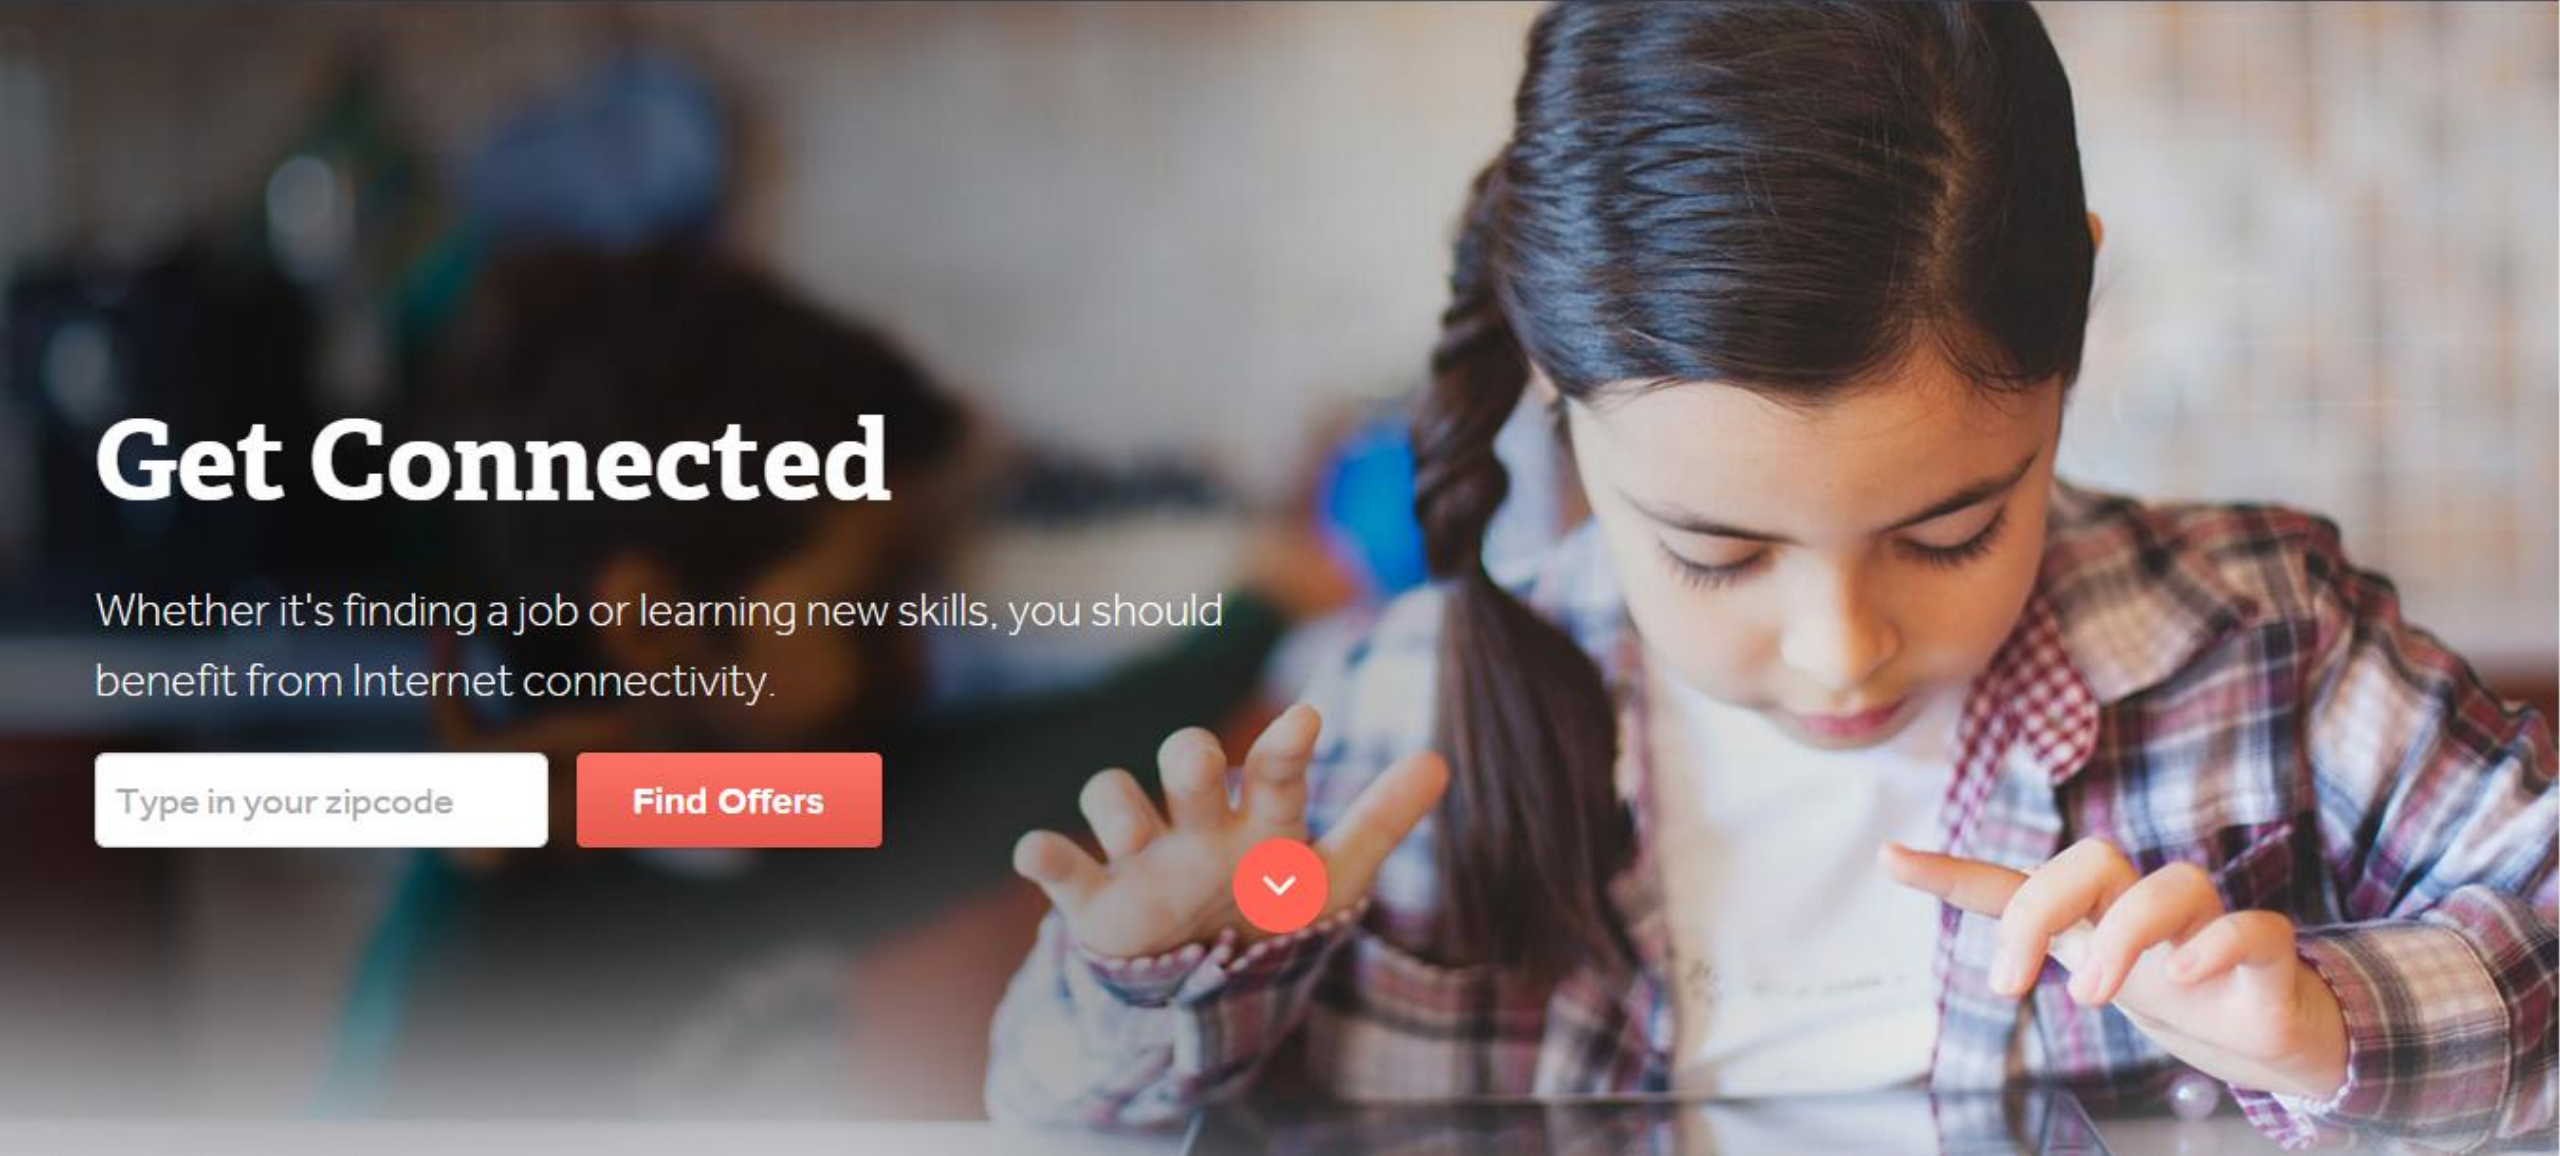 Get Connected
Whether it's finding a job or learning new skills, you should
benefit from Internet connectivity.
Type in your zipcode
Find Offers